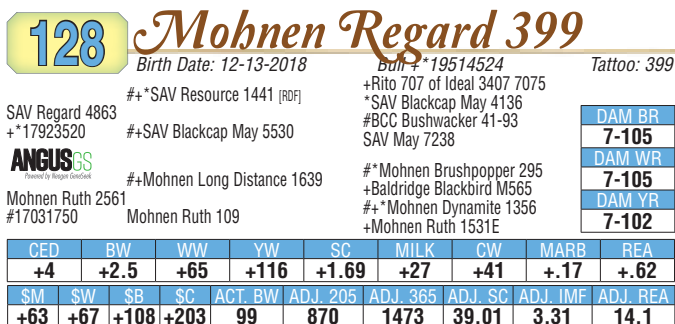 128
Mohnen Regard 399
Birth Date: 12-13-2018 Bull +*19514524 Tattoo: 399
+Rito 707 of Ideal 3407 7075
#+*SAV Resource 1441 [RDF]
*SAV Blackcap May 4136
SAV Regard 4863
#BCC Bushwacker 41-93
+*17923520
#+SAV Blackcap May 5530
SAV May 7238
ANGUSGS
Powered by Neogen GeneSeek
#*Mohnen Brushpopper 295
#+Mohnen Long Distance 1639
+Baldridge Blackbird M565
Mohnen Ruth 2561
#+*Mohnen Dynamite 1356
#17031750
Mohnen Ruth 109
+Mohnen Ruth 1531E
DAM BR
7-105
DAM WR
7-105
DAM YR
7-102
CED BW WW YW SC MILK CW MARB REA
+4 +2.5 +65 +116 +1.69 +27 +41 +.17 +.62
$M $W $B $C ACT. BW ADJ. 205 ADJ. 365 ADJ. SC ADJ. IMF ADJ. REA
+63 +67 +108 +203 99 870 1473 39.01 3.31 14.1